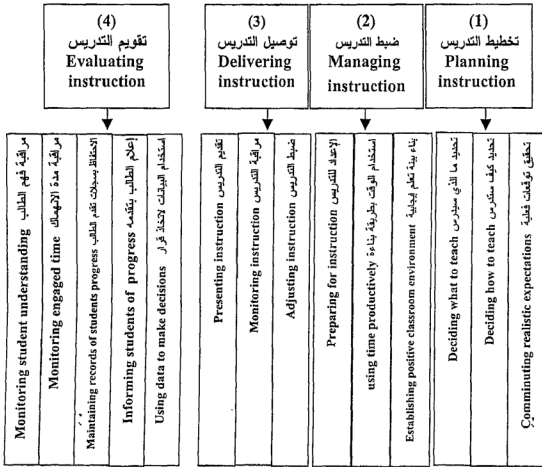 (1)
تخطيط التدريس
Planning
instruction
(2)
ضبط التدريس
Managing
instruction
(3)
توصيل التدريس
Delivering
instruction
(4)
تقويم التدريس
Evaluating
instruction
Deciding what to teach تحديد ما الذي سيدرس
Deciding how to teach تحديد كيف ستدرس
Comminuting realistic expectations تحقيق توقعات فعلية
Preparing for instruction الإعداد للتدريس
using time productively استخدام الوقت بطريقة بناءة
Establishing positive classroom environment بناء بيئة تعلم إيجابية
Presenting instruction تقديم التدريس
Monitoring instruction مراقبة التدريس
Adjusting instruction ضبط التدريس
Monitoring student understanding مراقبة فهم الطالب
Monitoring engaged time مراقبة مدة الانهماك
Maintaining records of students progress الاحتفاظ بسجلات تقدم الطالب
Informing students of progress إعلام الطالب بتقدمه
Using data to make decisions استخدام البيانات لاتخاذ قرار